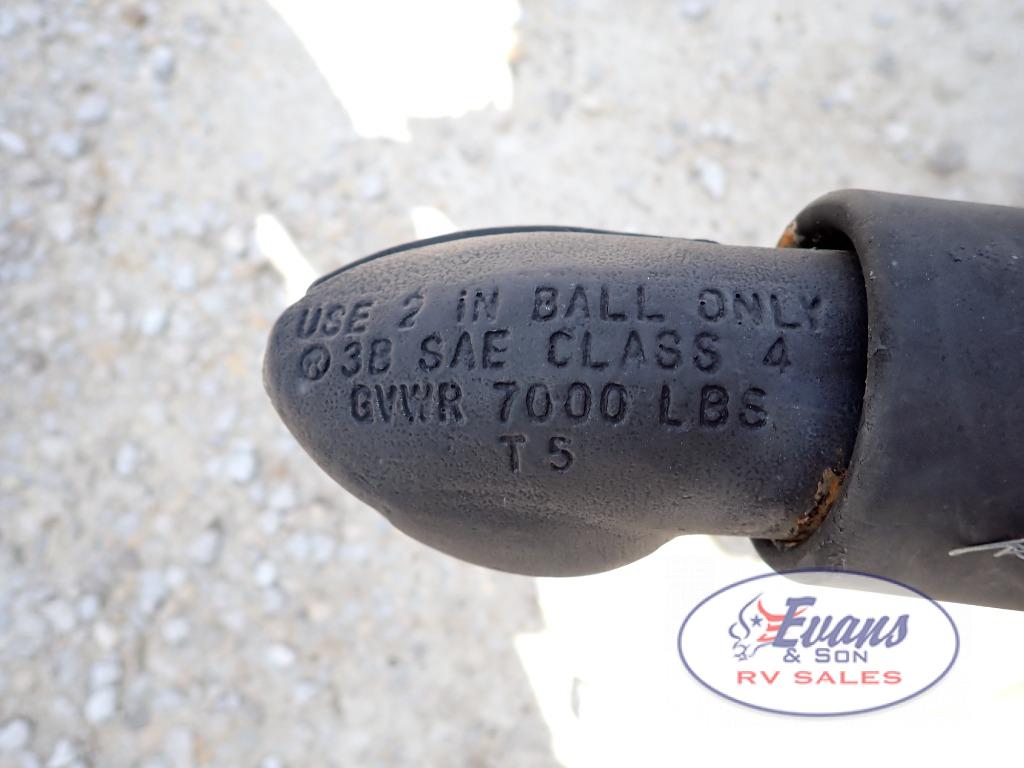 USE 2 IN BALL ONLY
3B SAE CLASS 4
GVWR 7000 LBS
T5
Evans
& SON
RV SALES